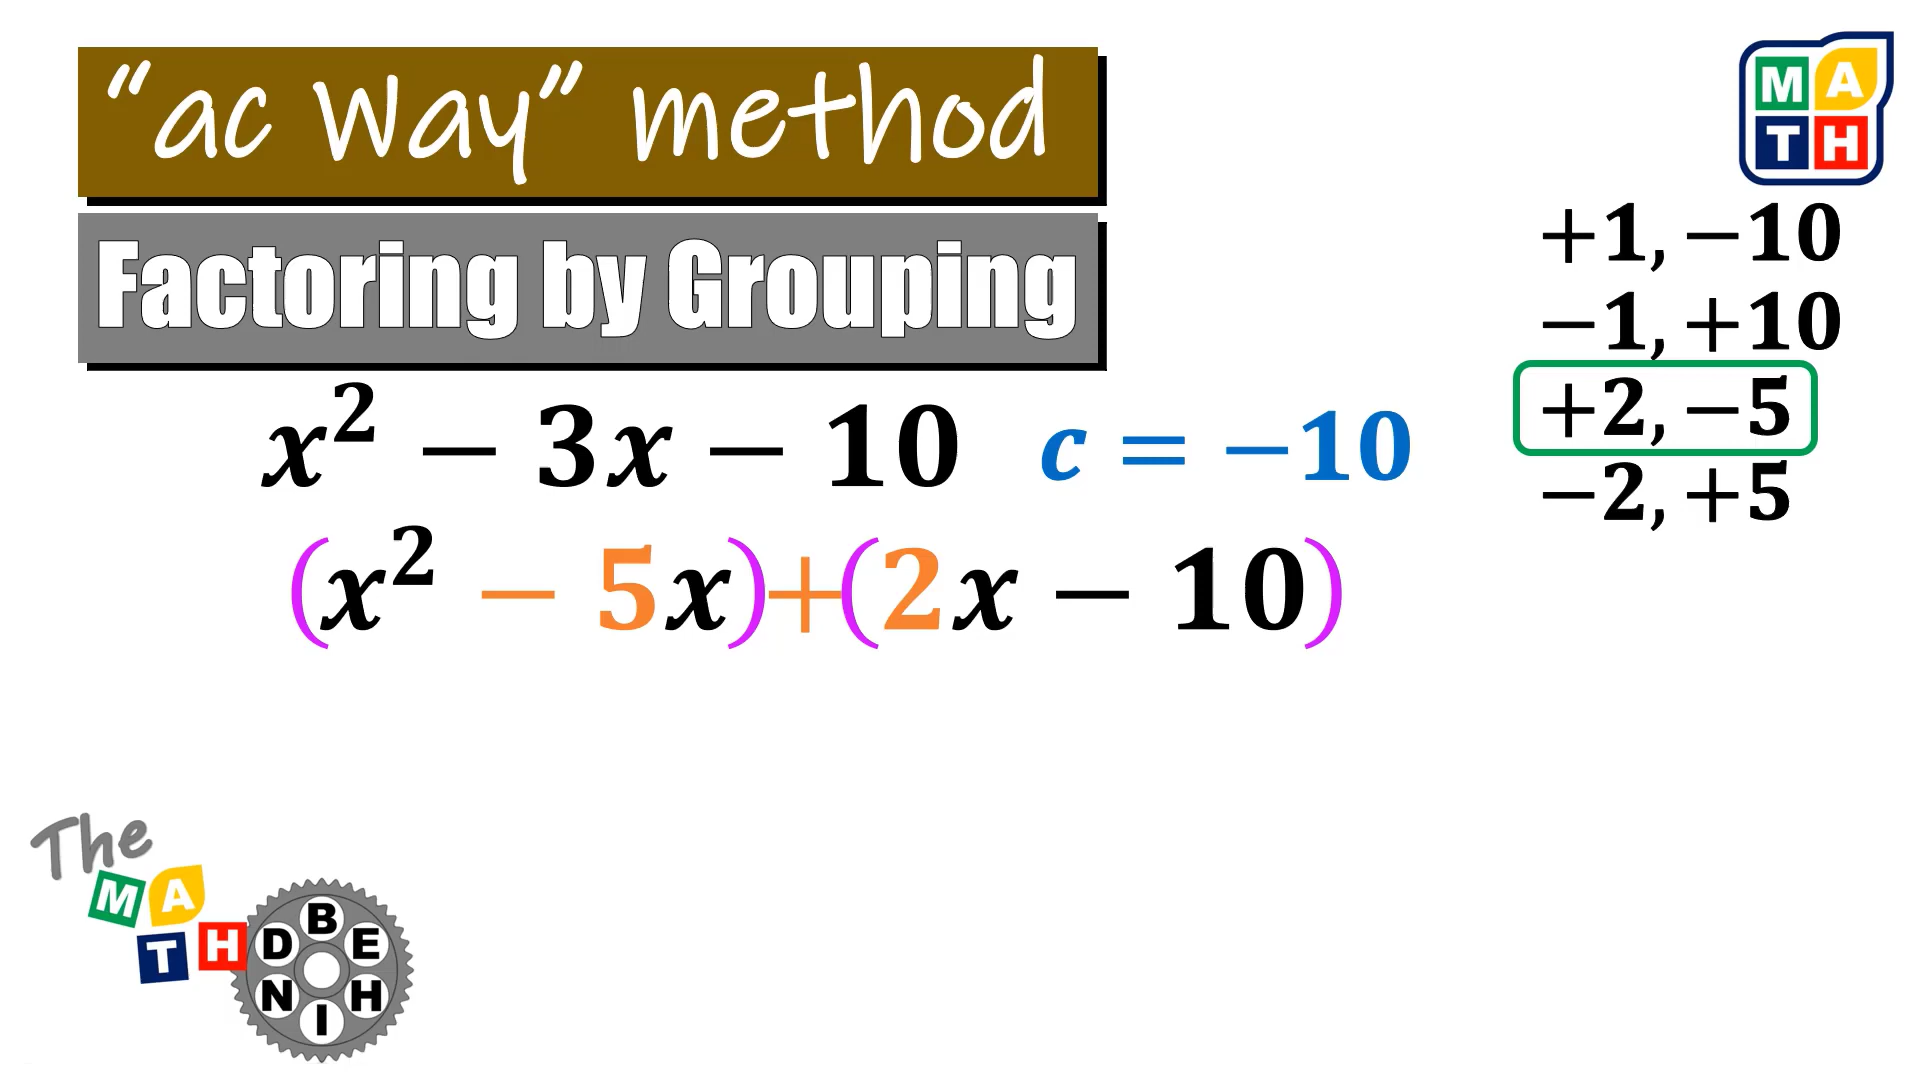 “ac Way” method
MATH
Factoring by Grouping
+1, −10
−1, +10
+2, −5
−2, +5
x² − 3x − 10
c = −10
(x² − 5x)+(2x − 10)
The
MATH
BEHIND